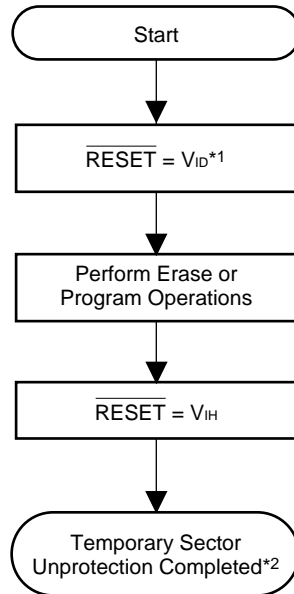 Start
RESET = VID*1
Perform Erase or
Program Operations
RESET = VIH
Temporary Sector
Unprotection Completed*2